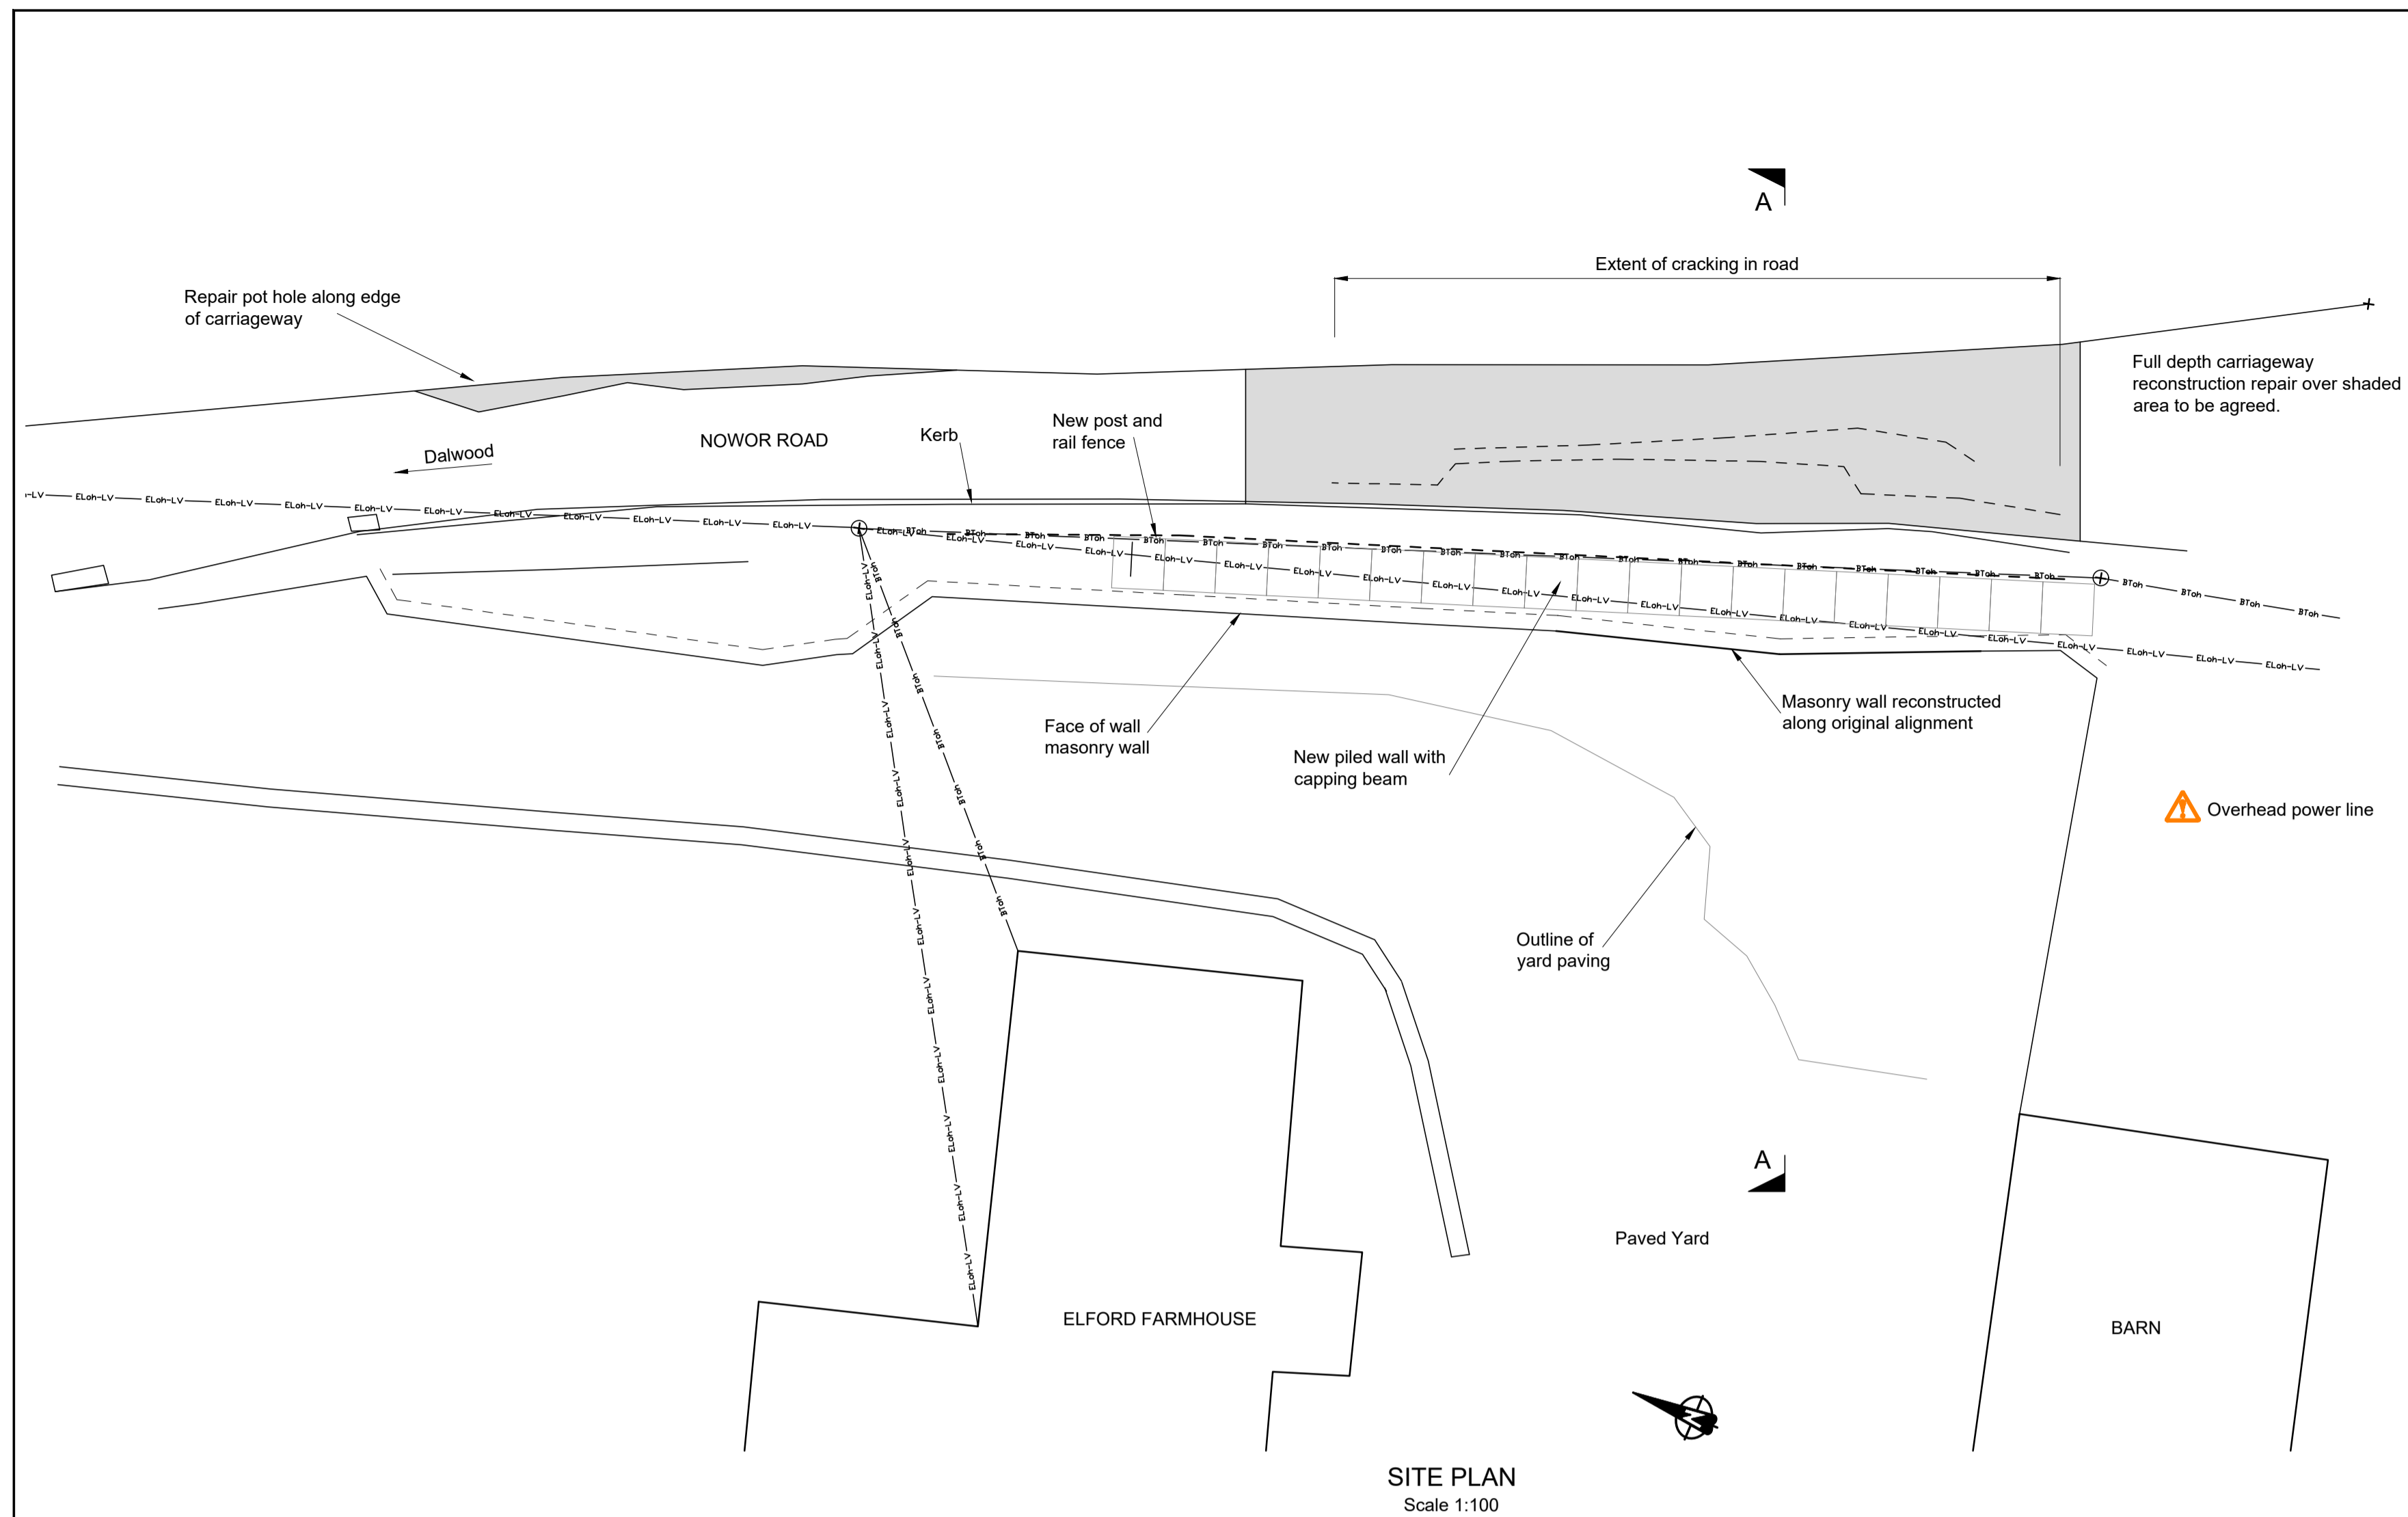 A
Extent of cracking in road
Repair pot hole along edge
of carriageway
Full depth carriageway
reconstruction repair over shaded
area to be agreed.
New post and
rail fence
Kerb
NOWOR ROAD
Dalwood
ELoh-LV
BToh
Masonry wall reconstructed
along original alignment
Face of wall
masonry wall
New piled wall with
capping beam
Overhead power line
Outline of
yard paving
A
Paved Yard
ELFORD FARMHOUSE
BARN
SITE PLAN
Scale 1:100